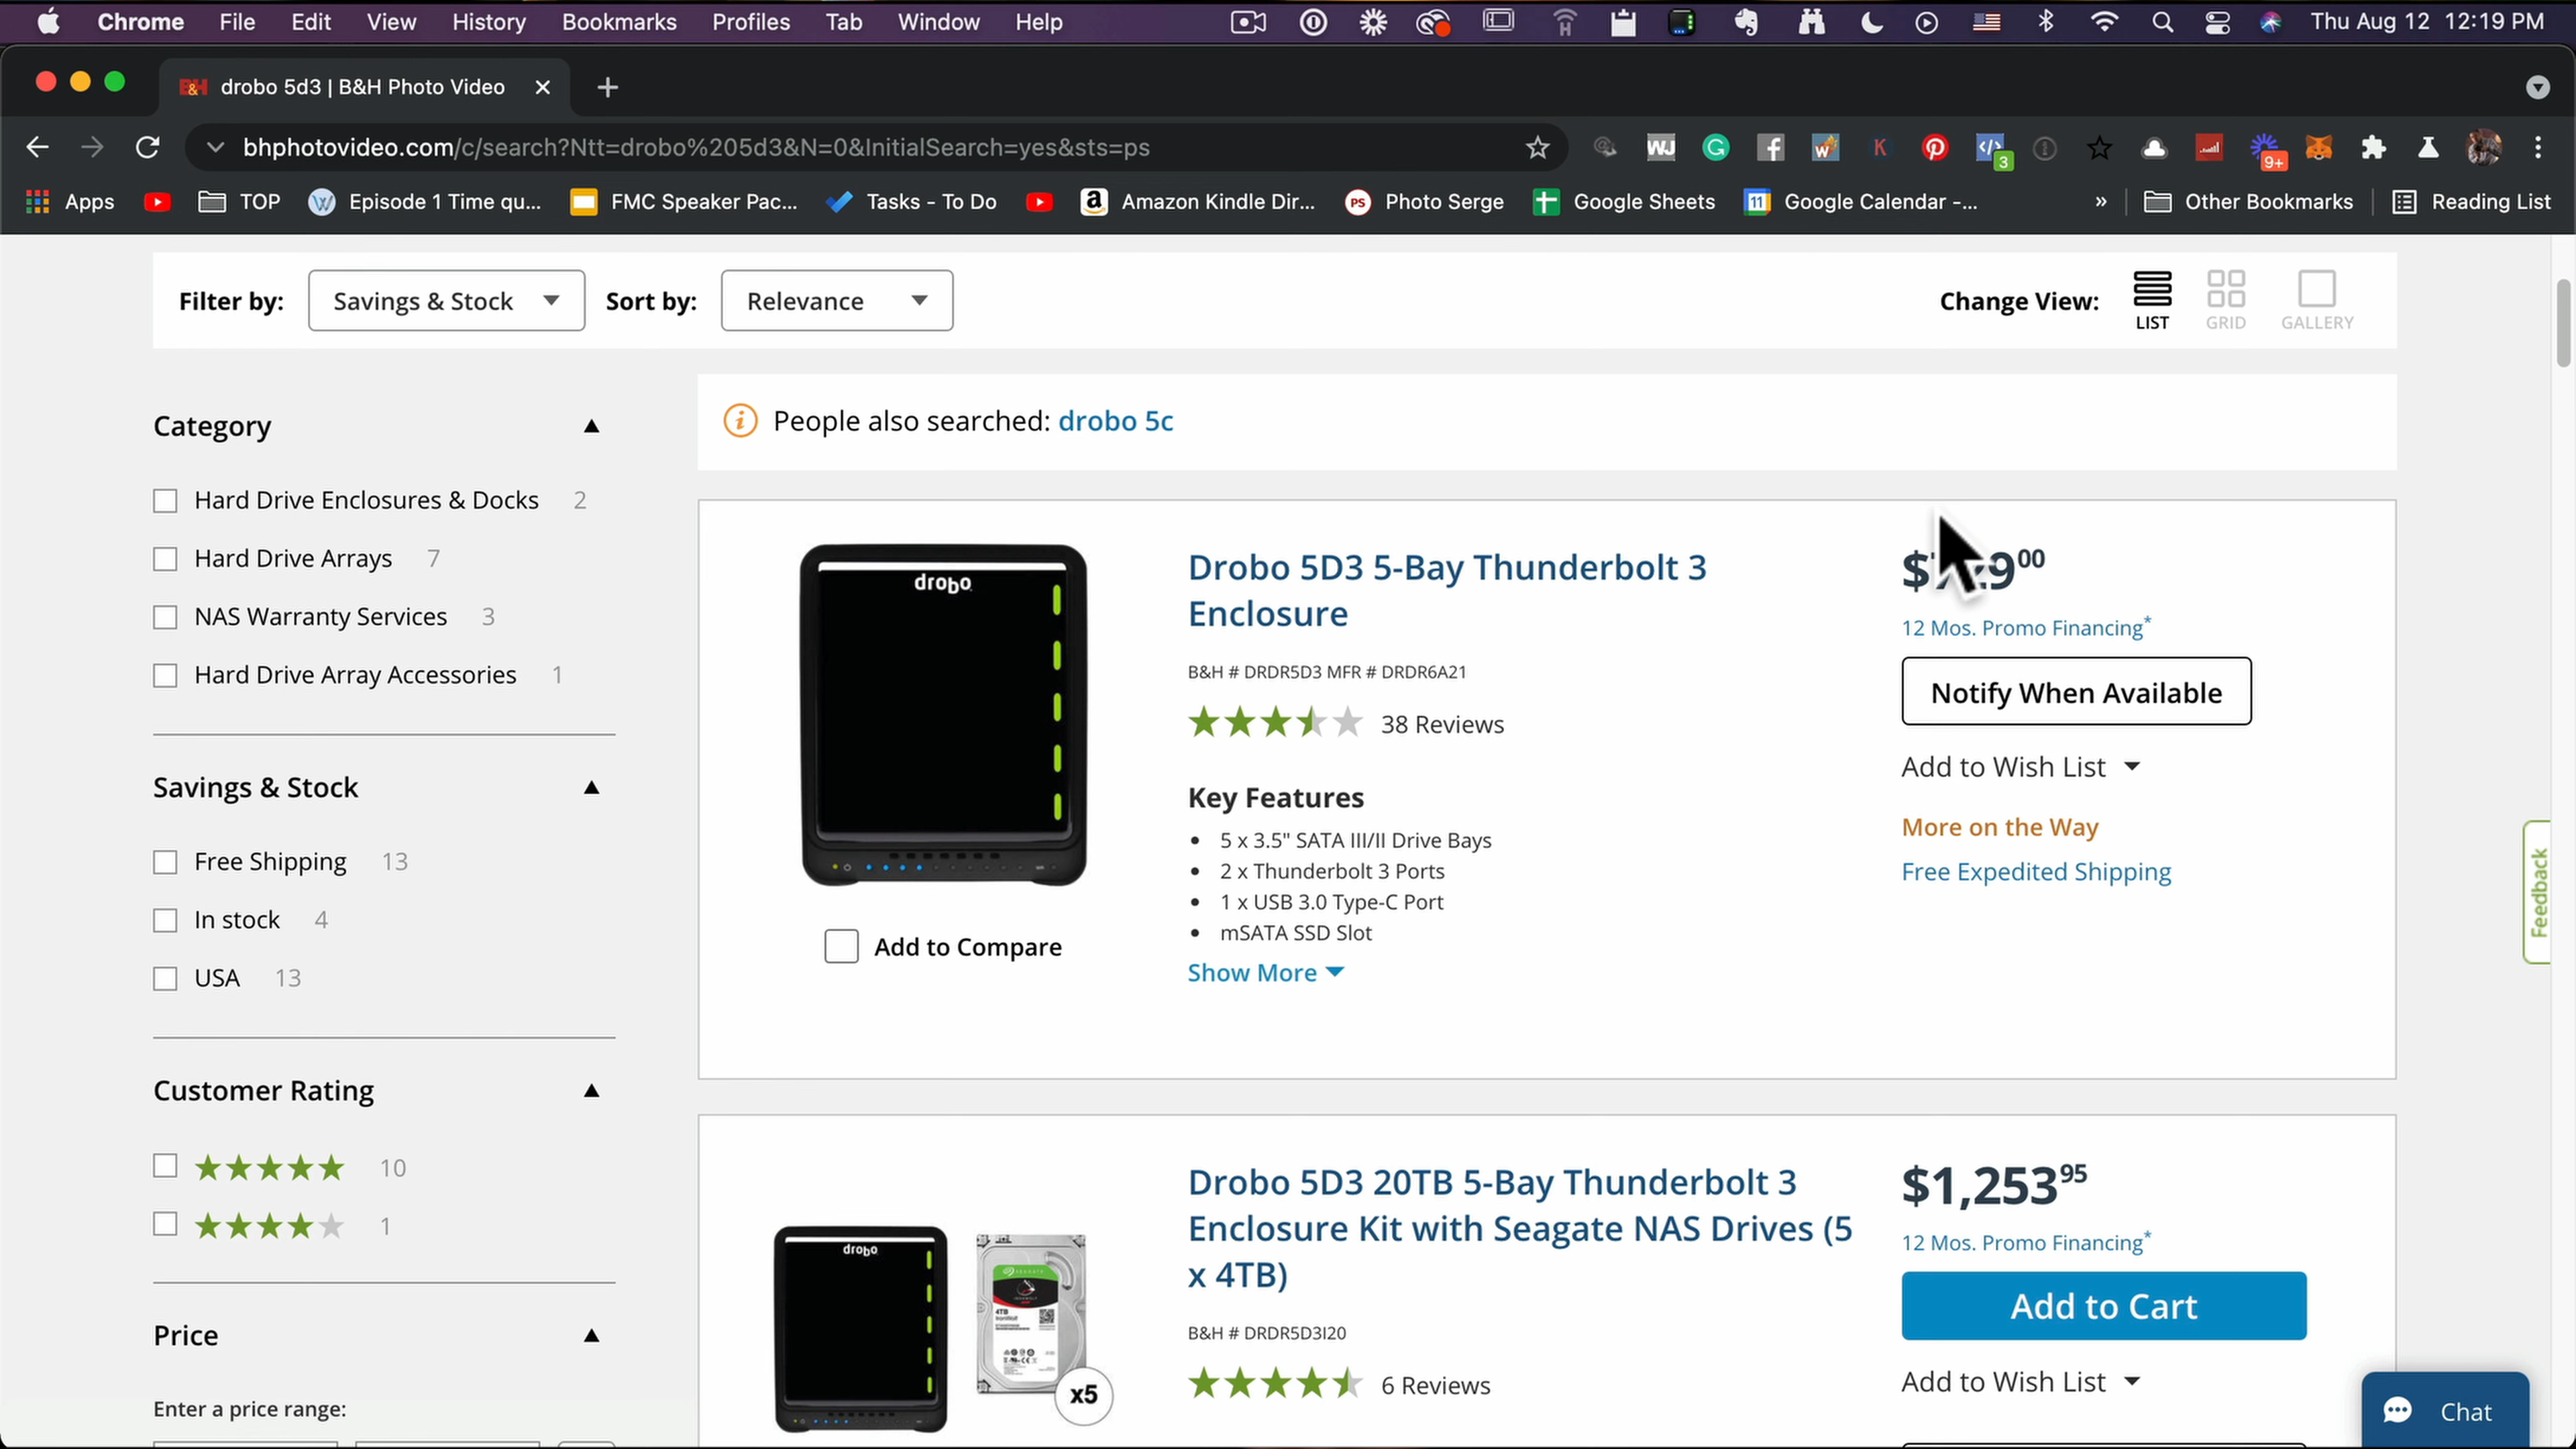 Chrome File Edit View History Bookmarks Profiles Tab Window Help Thu Aug 12 12:19 PM
B&H drobo 5d3 | B&H Photo Video
bhphotovideo.com/c/search?Ntt=drobo%205d3&N=0&InitialSearch=yes&sts=ps WJ K 3 9+
Apps TOP Episode 1 Time qu... FMC Speaker Pac... Tasks - To Do Amazon Kindle Dir... PS Photo Serge Google Sheets 11 Google Calendar -... » Other Bookmarks Reading List
Filter by: Savings & Stock Sort by: Relevance Change View: LIST GRID GALLERY
Category
Hard Drive Enclosures & Docks 2
Hard Drive Arrays 7
NAS Warranty Services 3
Hard Drive Array Accessories 1
Savings & Stock
Free Shipping 13
In stock 4
USA 13
Customer Rating
10
1
Price
Enter a price range:
People also searched: drobo 5c
drobo
Add to Compare
Drobo 5D3 5-Bay Thunderbolt 3
Enclosure
B&H # DRDR5D3 MFR # DRDR6A21
38 Reviews
Key Features
• 5 x 3.5" SATA III/II Drive Bays
• 2 x Thunderbolt 3 Ports
• 1 x USB 3.0 Type-C Port
• mSATA SSD Slot
Show More
12 Mos. Promo Financing*
Notify When Available
Add to Wish List
More on the Way
Free Expedited Shipping
drobo
4TB
x5
Drobo 5D3 20TB 5-Bay Thunderbolt 3
Enclosure Kit with Seagate NAS Drives (5
x 4TB)
B&H # DRDR5D3I20
6 Reviews
$1,253 95
12 Mos. Promo Financing*
Add to Cart
Add to Wish List
Feedback
Chat